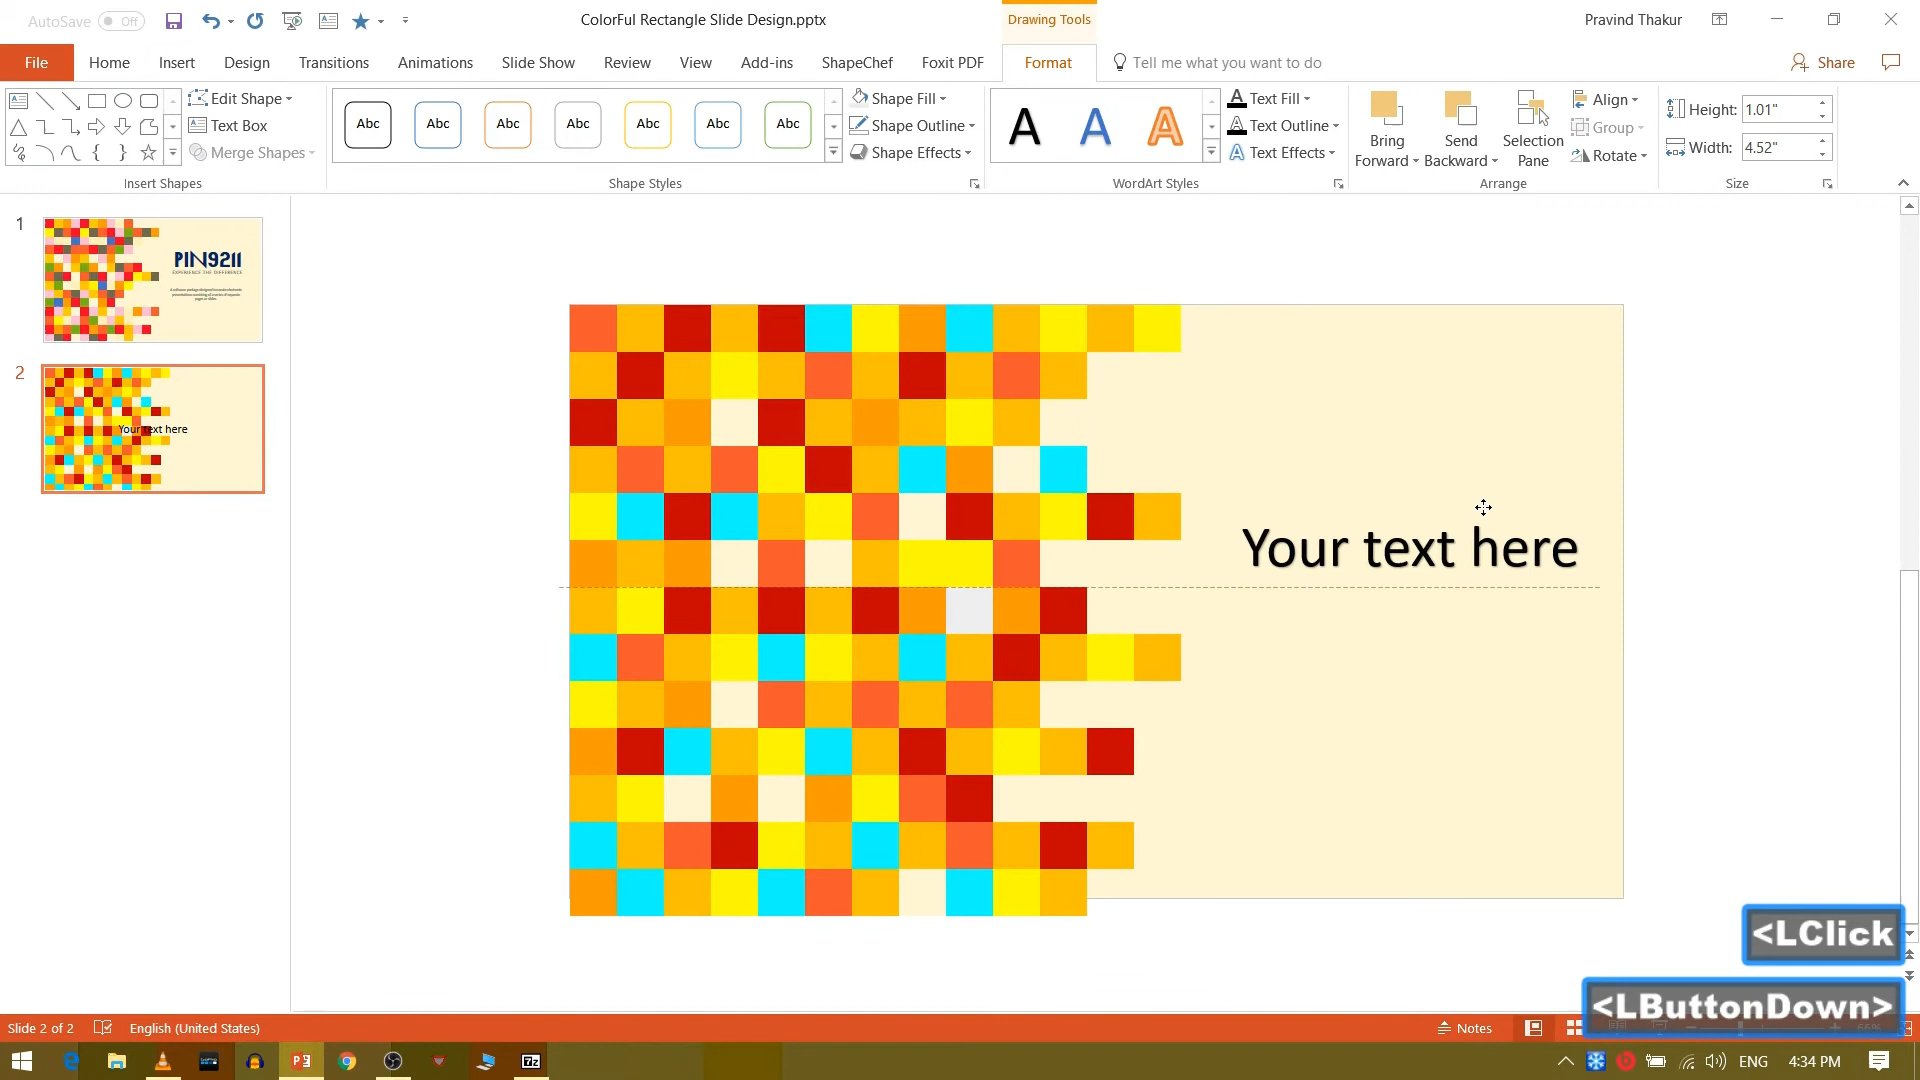 AutoSave Off
ColorFul Rectangle Slide Design.pptx
Drawing Tools
Pravind Thakur
File Home Insert Design Transitions Animations Slide Show Review View Add-ins ShapeChef Foxit PDF Format Tell me what you want to do Share
Edit Shape
Text Box
Merge Shapes
Insert Shapes
Abc Abc Abc Abc Abc Abc Abc
Shape Fill
Shape Outline
Shape Effects
Shape Styles
A A A
Text Fill
Text Outline
Text Effects
WordArt Styles
Bring Forward
Send Backward
Selection Pane
Align
Group
Rotate
Arrange
Height: 1.01"
Width: 4.52"
Size
1
PIN9211
EXPERIENCE THE DIFFERENCE
2
Your text here
Your text here
<LClick
<LButtonDown>
Slide 2 of 2 English (United States) Notes
ENG 4:34 PM